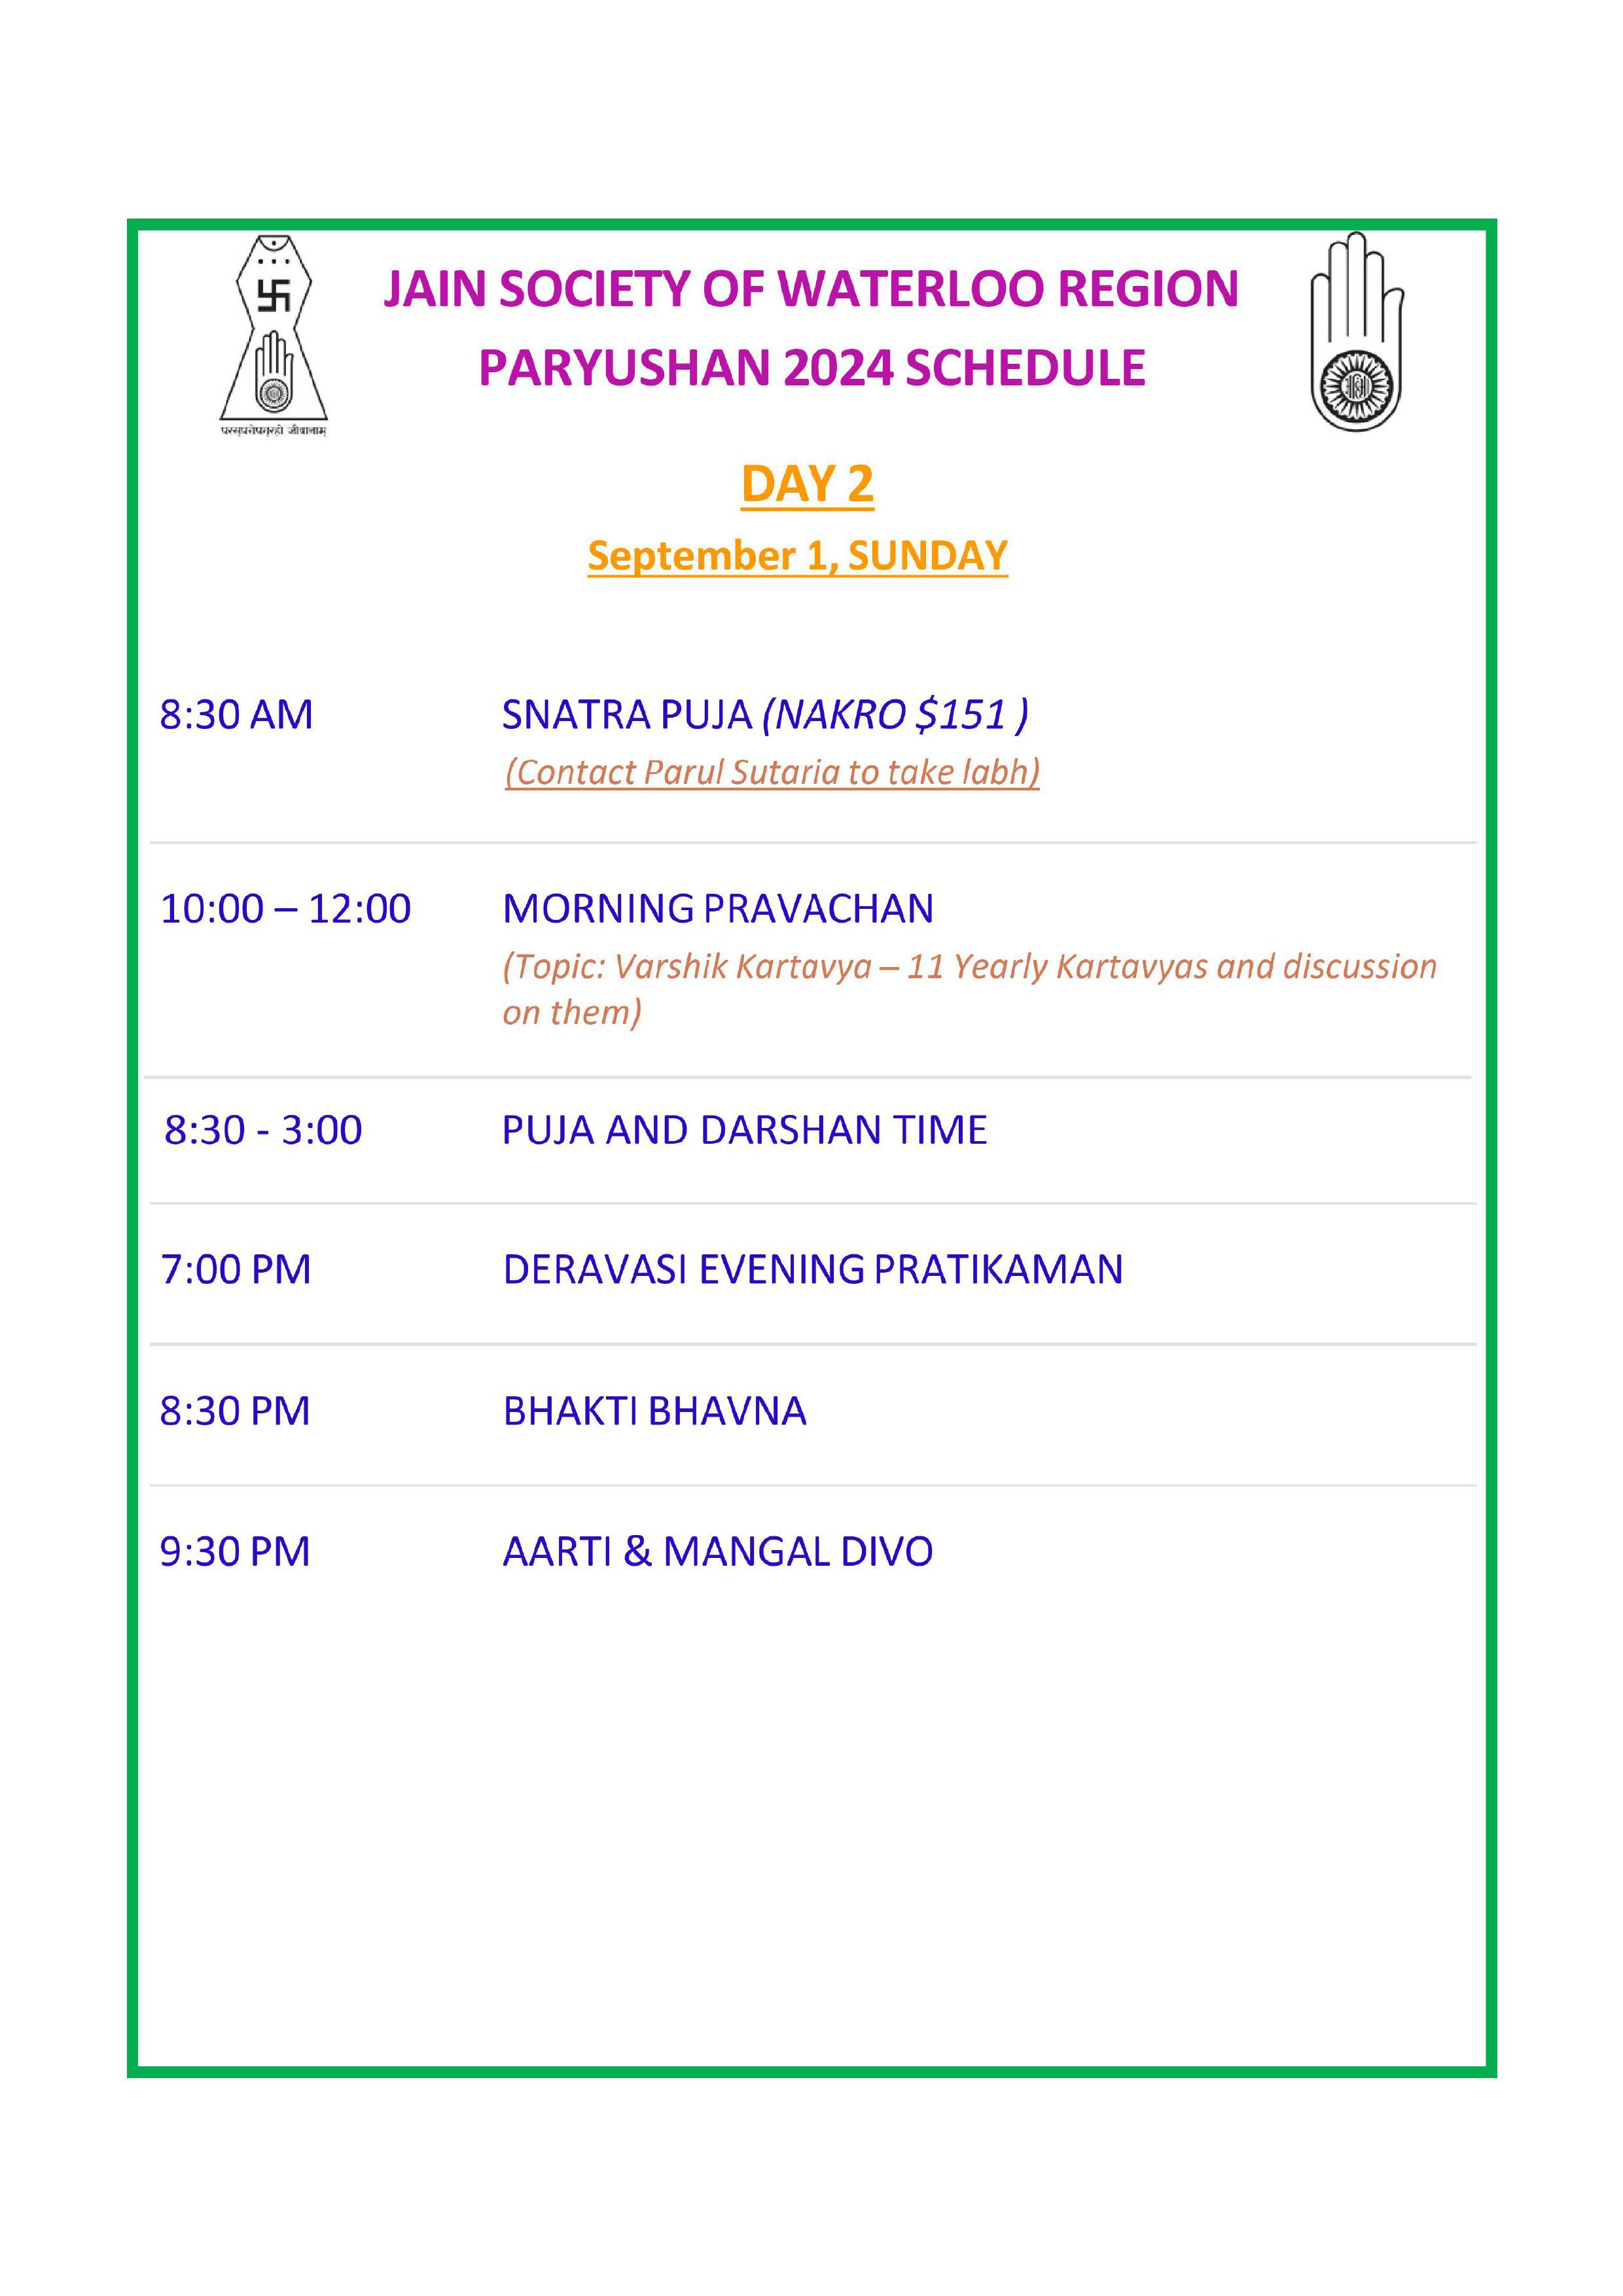 JAIN SOCIETY OF WATERLOO REGION
PARYUSHAN 2024 SCHEDULE
परस्परोपग्रहो जीवानाम्
DAY 2
September 1, SUNDAY
8:30 AM SNATRA PUJA (NAKRO $151 )
(Contact Parul Sutaria to take labh)
10:00 – 12:00 MORNING PRAVACHAN
(Topic: Varshik Kartavya – 11 Yearly Kartavyas and discussion
on them)
8:30 - 3:00 PUJA AND DARSHAN TIME
7:00 PM DERAVASI EVENING PRATIKAMAN
8:30 PM BHAKTI BHAVNA
9:30 PM AARTI & MANGAL DIVO